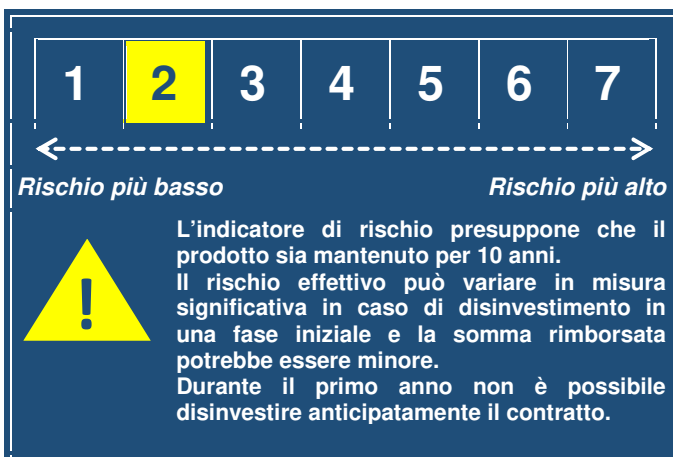 1 2 3 4 5 6 7
Rischio più basso Rischio più alto
L'indicatore di rischio presuppone che il
prodotto sia mantenuto per 10 anni.
Il rischio effettivo può variare in misura
significativa in caso di disinvestimento in
una fase iniziale e la somma rimborsata
potrebbe essere minore.
Durante il primo anno non è possibile
disinvestire anticipatamente il contratto.
!